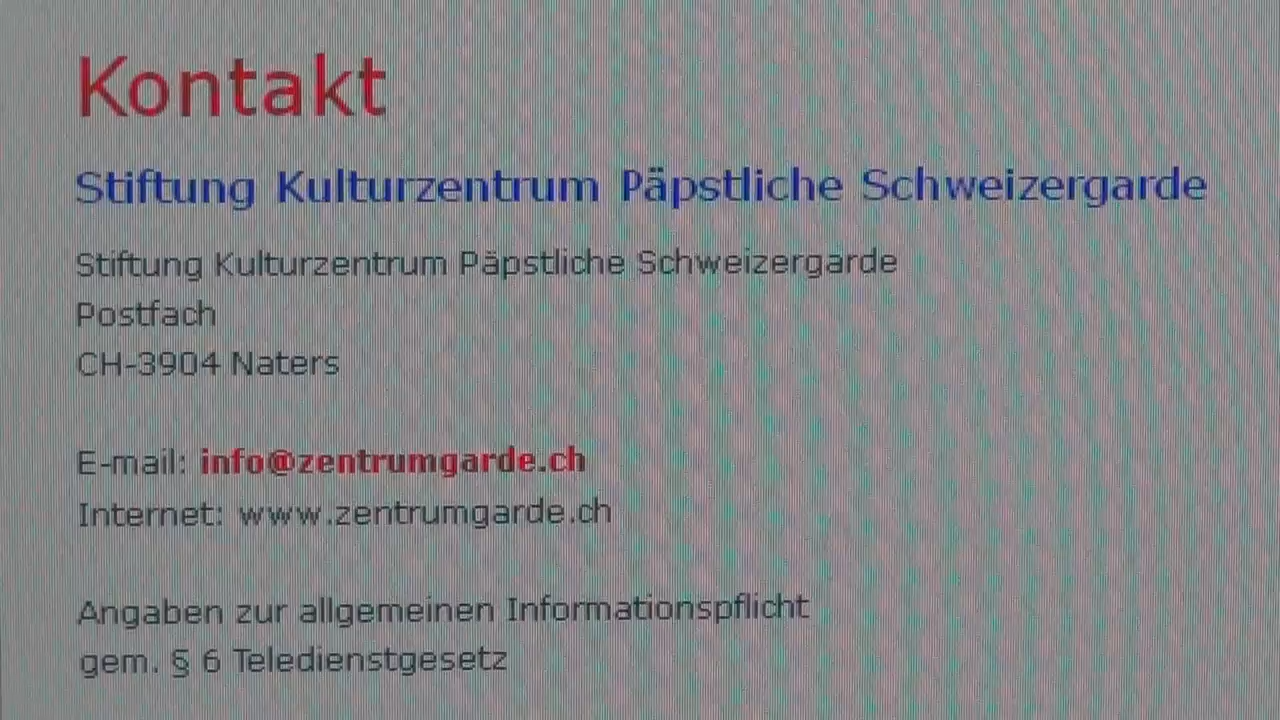 Kontakt
Stiftung Kulturzentrum Päpstliche Schweizergarde
Stiftung Kulturzentrum Päpstliche Schweizergarde
Postfach
CH-3904 Naters
E-mail: info@zentrumgarde.ch
Internet: www.zentrumgarde.ch
Angaben zur allgemeinen Informationspflicht
gem. § 6 Teledienstgesetz